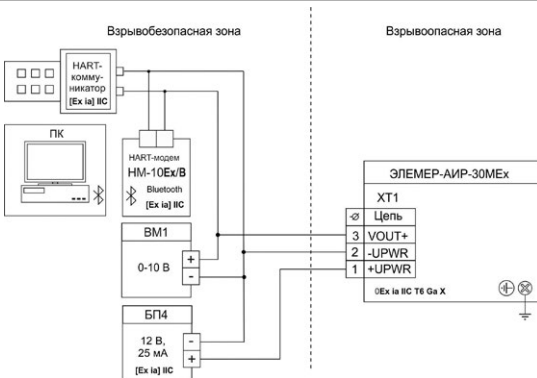 Взрывобезопасная зона
Взрывоопасная зона
HART-
комму-
никатор
[Ex ia] IIC
ПК
HART-модем
HM-10Ex/B
Bluetooth
[Ex ia] IIC
ВМ1
0-10 В
+
-
БП4
12 В,
25 мА
[Ex ia] IIC
-
+
ЭЛЕМЕР-АИР-30МЕх
XT1
Ø Цепь
3 VOUT+
2 -UPWR
1 +UPWR
0Ex ia IIC T6 Ga X